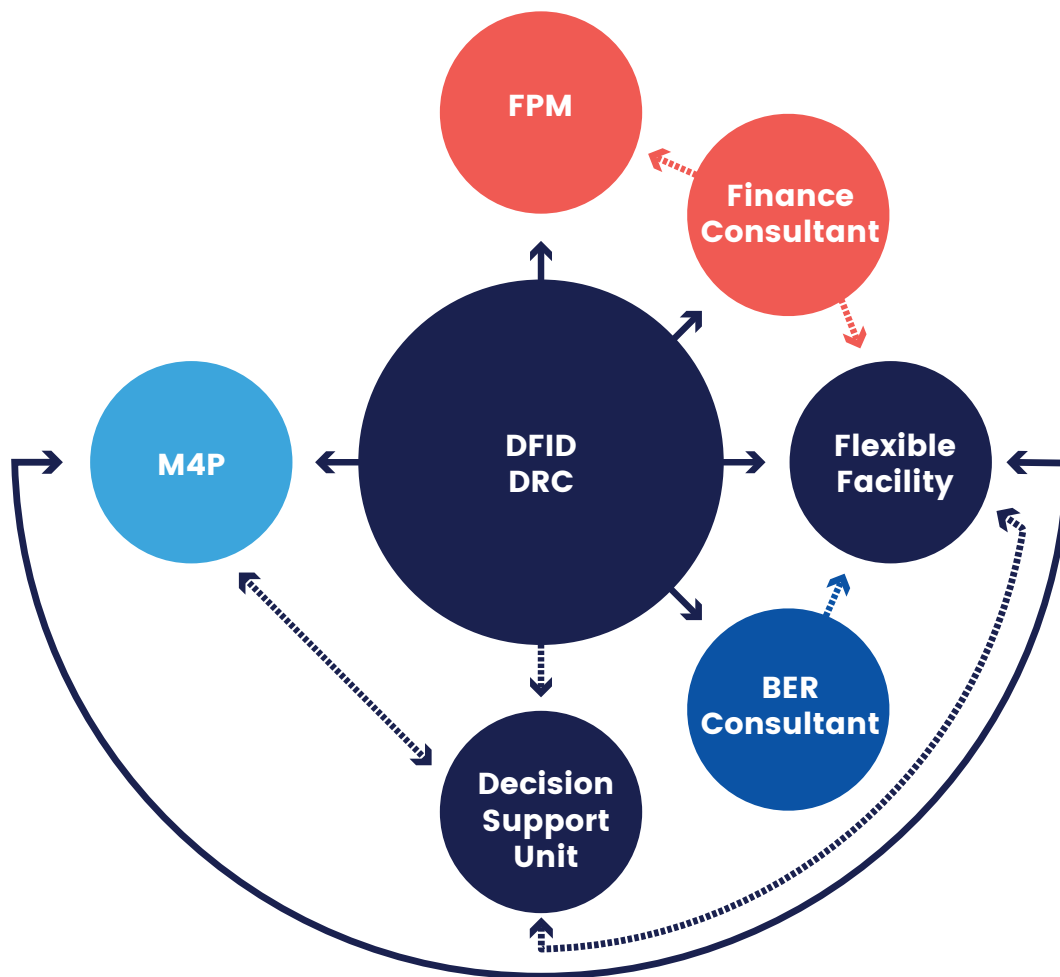 FPM
Finance
Consultant
M4P
DFID
DRC
Flexible
Facility
BER
Consultant
Decision
Support
Unit